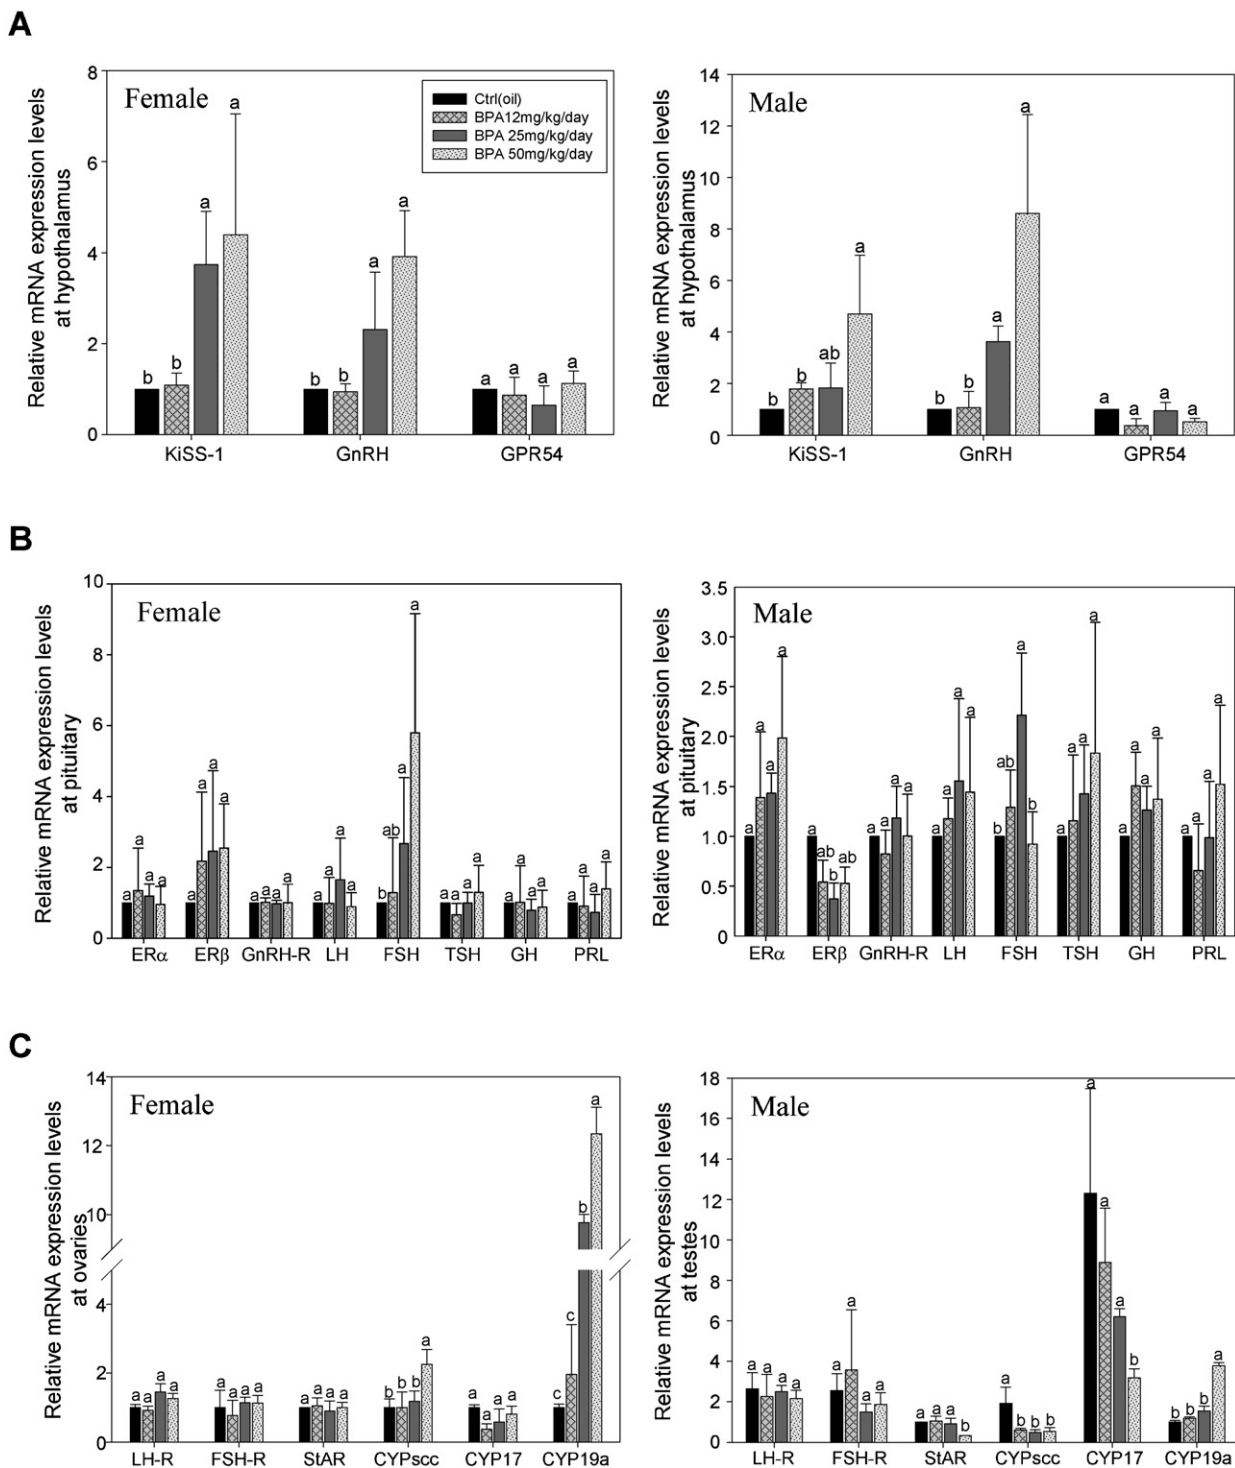 A
Relative mRNA expression levels
at hypothalamus
8
6
4
2
0
Female
Ctrl(oil)
BPA12mg/kg/day
BPA 25mg/kg/day
BPA 50mg/kg/day
b b a a
b b a a
a a a a
KiSS-1 GnRH GPR54
Relative mRNA expression levels
at hypothalamus
14
12
10
8
6
4
2
0
Male
b b ab a
b b a a
a a a a
KiSS-1 GnRH GPR54
B
Relative mRNA expression levels
at pituitary
10
8
6
4
2
0
Female
a a a a
a a a a
a a a a
a a a a
b ab a a
a a a a
a a a a
a a a a
ERα ERβ GnRH-R LH FSH TSH GH PRL
Relative mRNA expression levels
at pituitary
3.5
3.0
2.5
2.0
1.5
1.0
0.5
0
Male
a a a a
a ab b ab
a a a a
a a a a
b ab a b
a a a a
a a a a
a a a a
ERα ERβ GnRH-R LH FSH TSH GH PRL
C
Relative mRNA expression levels
at ovaries
14
12
10
4
2
0
Female
a a a a
a a a a
a a a a
b b b a
a a a a
c c b a
LH-R FSH-R StAR CYPscc CYP17 CYP19a
Relative mRNA expression levels
at testes
18
16
14
12
10
8
6
4
2
0
Male
a a a a
a a a a
a a a b
a b b b
a a a b
b b b a
LH-R FSH-R StAR CYPscc CYP17 CYP19a